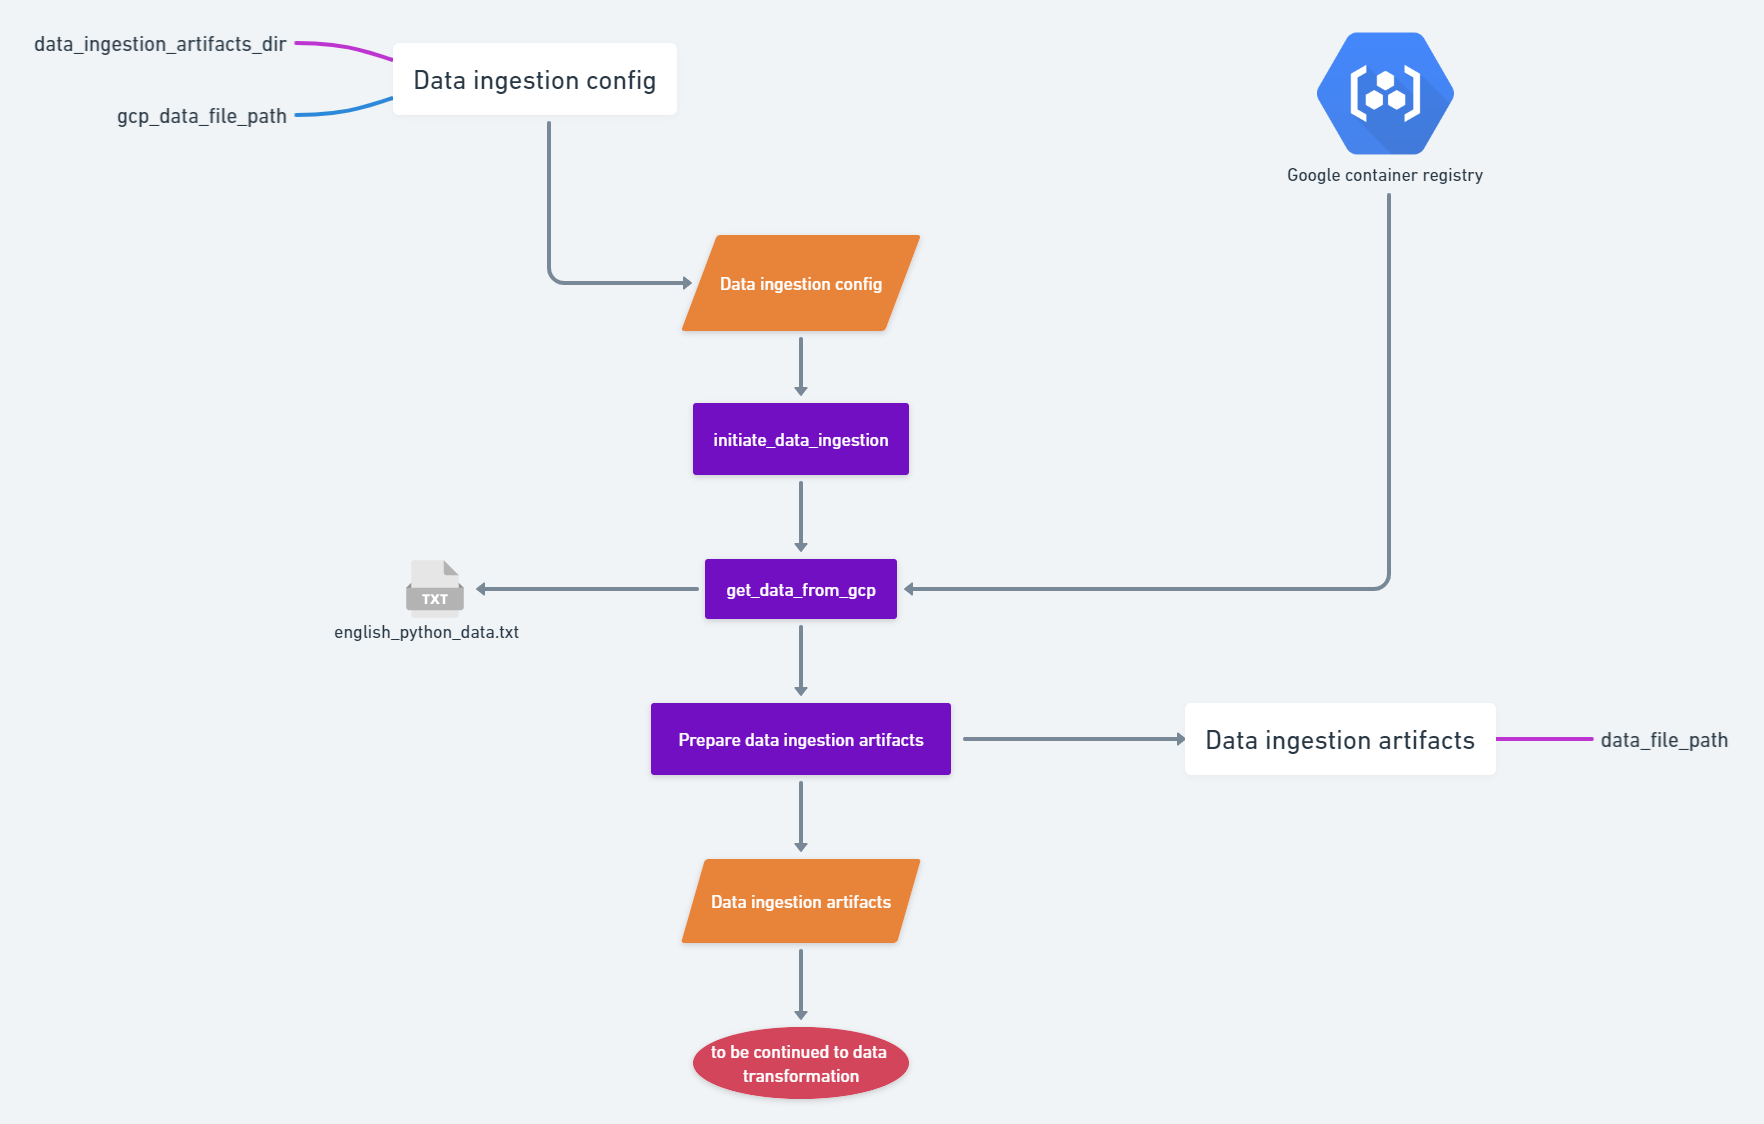 data_ingestion_artifacts_dir
Data ingestion config
gcp_data_file_path
Google container registry
Data ingestion config
initiate_data_ingestion
get_data_from_gcp
TXT
english_python_data.txt
Prepare data ingestion artifacts
Data ingestion artifacts
data_file_path
Data ingestion artifacts
to be continued to data
transformation